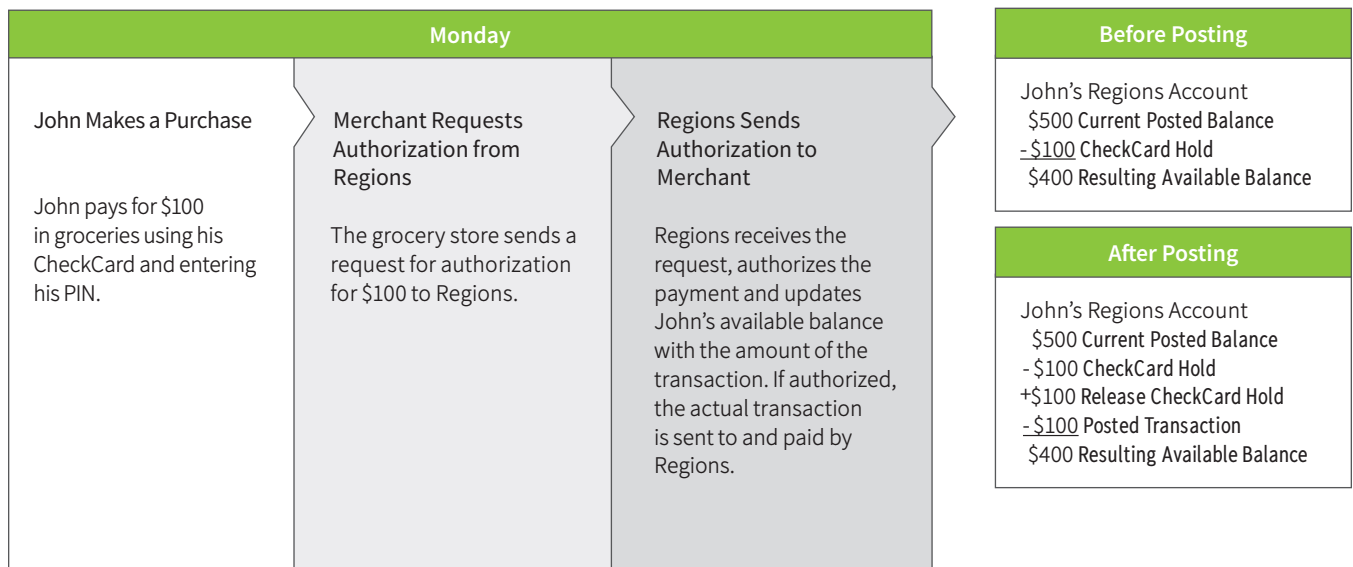 Monday
John Makes a Purchase
John pays for $100
in groceries using his
CheckCard and entering
his PIN.
Merchant Requests
Authorization from
Regions
The grocery store sends a
request for authorization
for $100 to Regions.
Regions Sends
Authorization to
Merchant
Regions receives the
request, authorizes the
payment and updates
John’s available balance
with the amount of the
transaction. If authorized,
the actual transaction
is sent to and paid by
Regions.
Before Posting
John’s Regions Account
$500 Current Posted Balance
- $100 CheckCard Hold
$400 Resulting Available Balance
After Posting
John’s Regions Account
$500 Current Posted Balance
- $100 CheckCard Hold
+$100 Release CheckCard Hold
- $100 Posted Transaction
$400 Resulting Available Balance